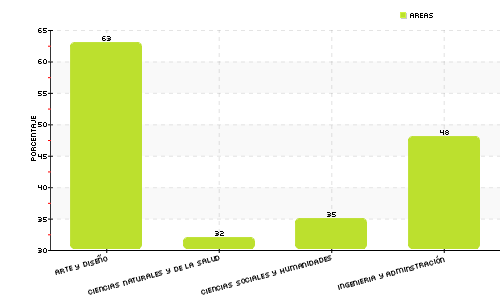 AREAS
65
60
55
50
45
40
35
30
PORCENTAJE
63
32
35
48
ARTE Y DISEÑO
CIENCIAS NATURALES Y DE LA SALUD
CIENCIAS SOCIALES Y HUMANIDADES
INGENIERIA Y ADMINISTRACIÓN